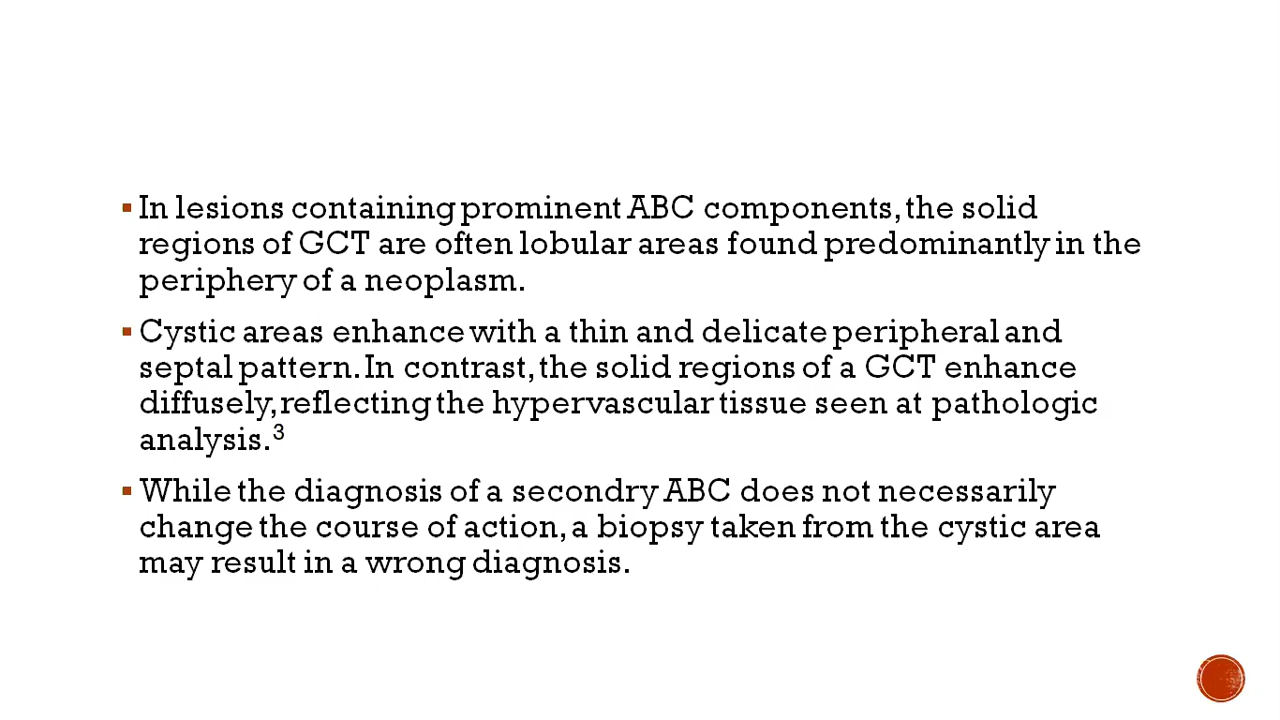 ▪ In lesions containing prominent ABC components, the solid
regions of GCT are often lobular areas found predominantly in the
periphery of a neoplasm.
▪ Cystic areas enhance with a thin and delicate peripheral and
septal pattern. In contrast, the solid regions of a GCT enhance
diffusely, reflecting the hypervascular tissue seen at pathologic
analysis.³
▪ While the diagnosis of a secondry ABC does not necessarily
change the course of action, a biopsy taken from the cystic area
may result in a wrong diagnosis.